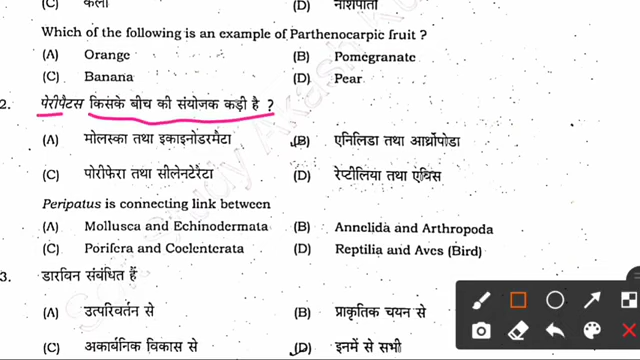 (C) केला (D) नाशपाती
Which of the following is an example of Parthenocarpic fruit ?
(A) Orange (B) Pomegranate
(C) Banana (D) Pear
2. पेरीपैटस किसके बीच की संयोजक कड़ी है ?
(A) मोलस्का तथा इकाइनोडरमेटा (B) एनिलिडा तथा आर्थ्रोपोडा
(C) पोरीफेरा तथा सीलेनटेरेटा (D) रेप्टीलिया तथा एविस
Peripatus is connecting link between
(A) Mollusca and Echinodermata (B) Annelida and Arthropoda
(C) Porifera and Coelenterata (D) Reptilia and Aves (Bird)
3. डारविन संबंधित हैं
(A) उत्परिवर्तन से (B) प्राकृतिक चयन से
(C) अकार्बनिक विकास से (D) इनमें से सभी